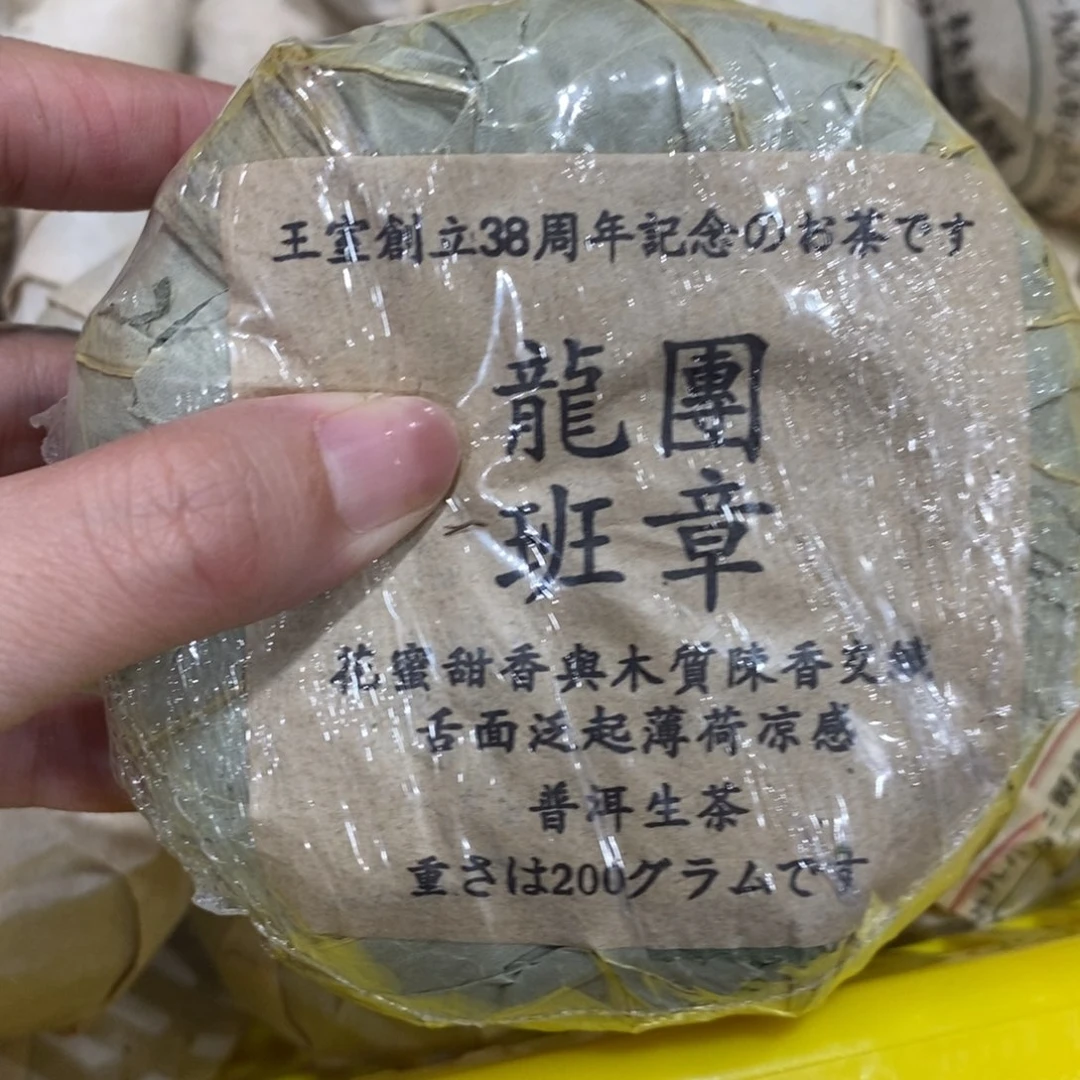 王室創立38周年記念のお茶です
龍團
班章
花蜜甜香與木質陳香交織
舌面泛起薄荷凉感
普洱生茶
重さは200グラムです